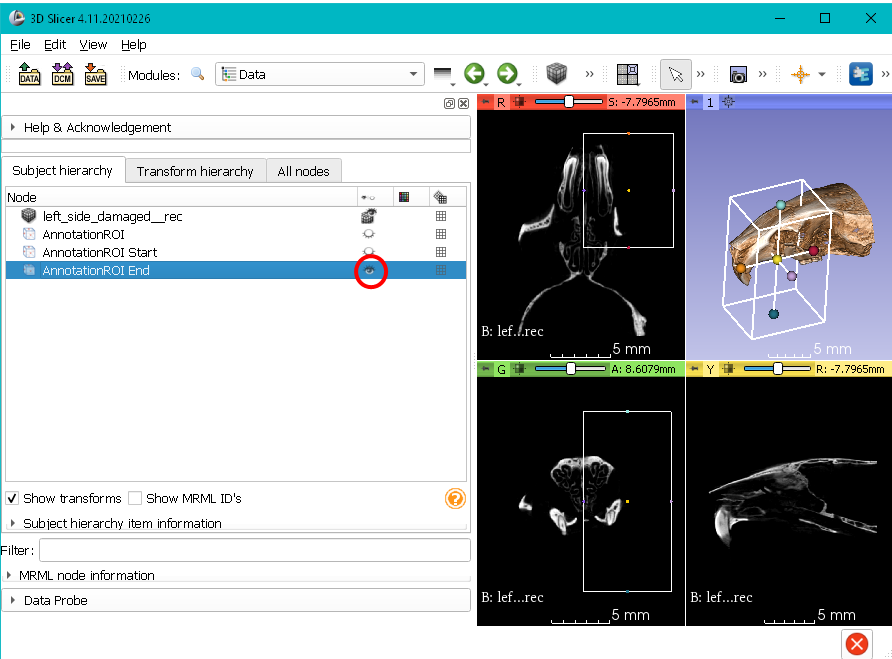 3D Slicer 4.11.20210226
File Edit View Help
DATA DCM SAVE Modules: Data »  » » »
R S: -7.7965mm 1
Help & Acknowledgement
Subject hierarchy Transform hierarchy All nodes
Node
left_side_damaged__rec
AnnotationROI
AnnotationROI Start
AnnotationROI End
B: lef...rec
5 mm
5 mm
G A: 8.6079mm Y R: -7.7965mm
Show transforms Show MRML ID's
Subject hierarchy item information
Filter:
MRML node information
Data Probe
B: lef...rec
5 mm
B: lef...rec
5 mm